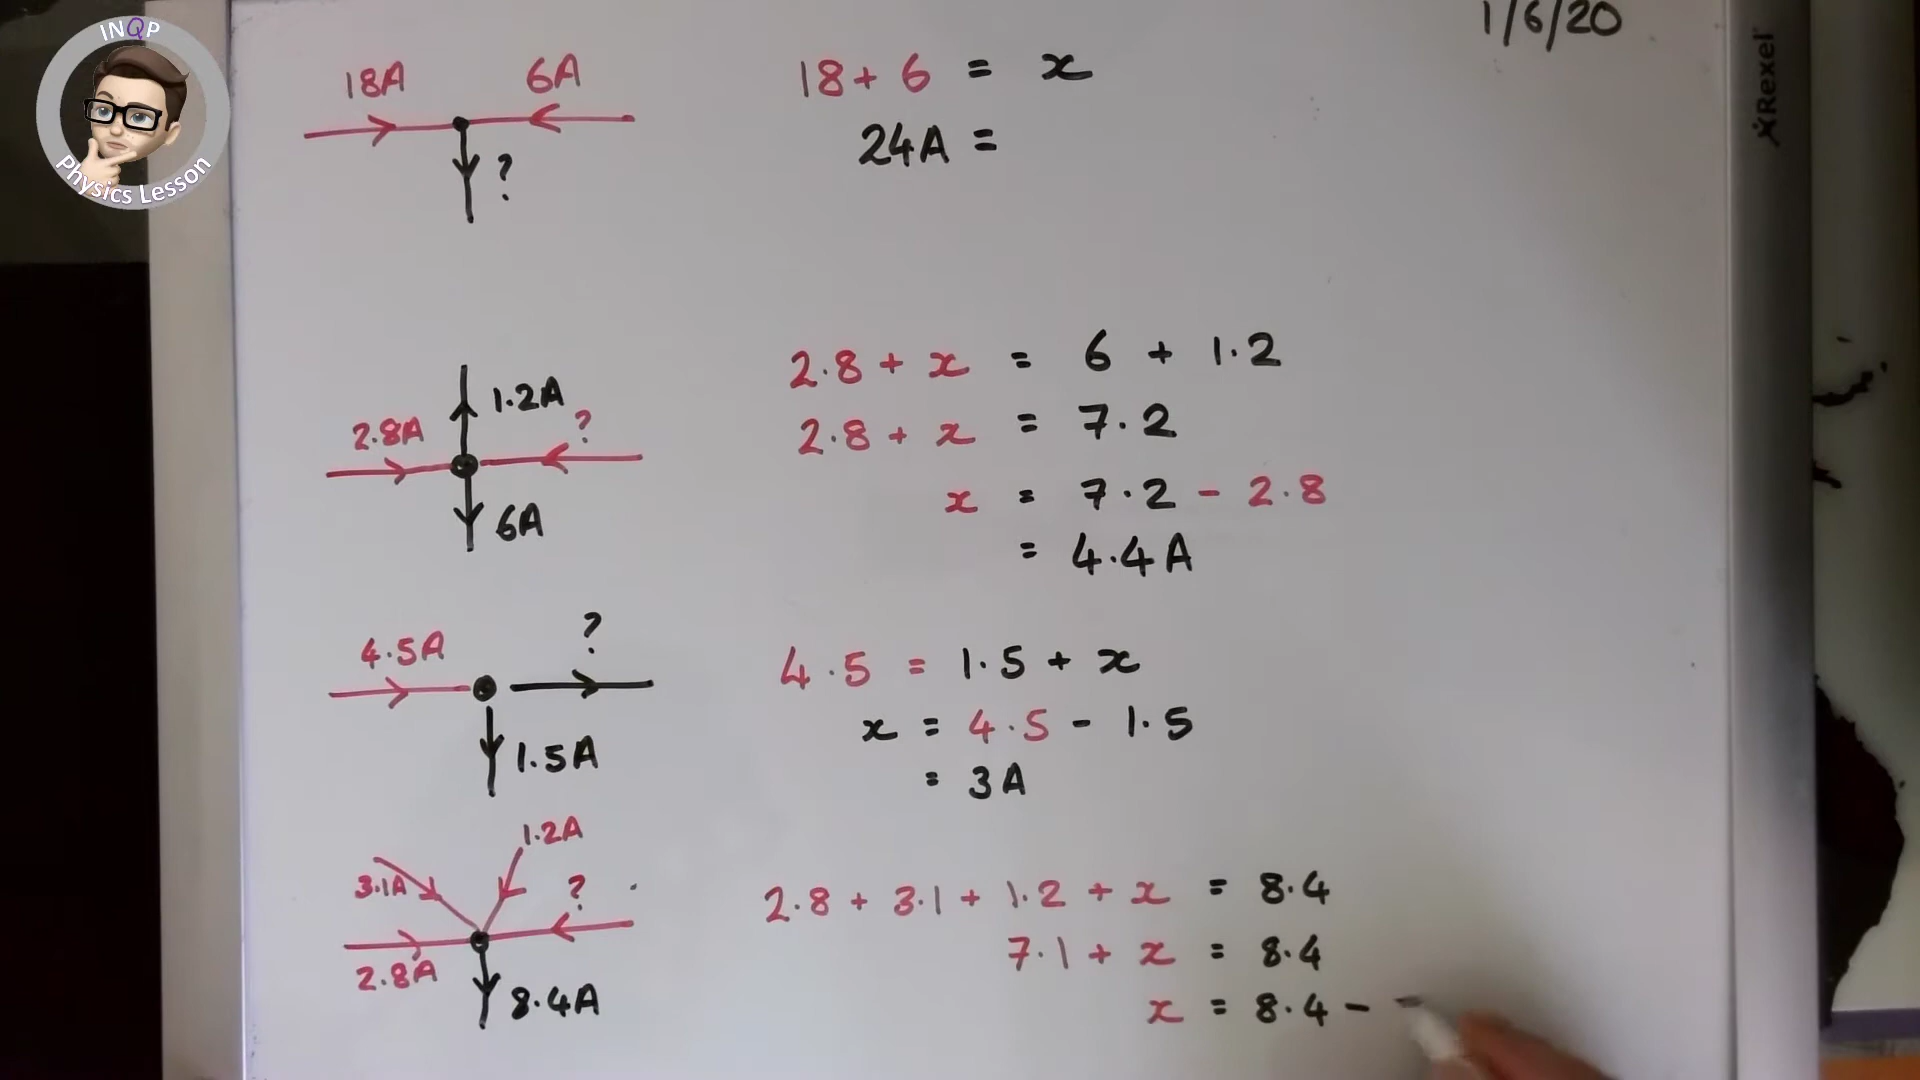 INQP
Physics Lesson
1/6/20
Rexel
18A 6A
?
18 + 6 = x
24A =
1.2A
2.8A ?
6A
2.8 + x = 6 + 1.2
2.8 + x = 7.2
x = 7.2 - 2.8
= 4.4A
4.5A ?
1.5A
4.5 = 1.5 + x
x = 4.5 - 1.5
= 3A
1.2A
3.1A ?
2.8A
8.4A
2.8 + 3.1 + 1.2 + x = 8.4
7.1 + x = 8.4
x = 8.4 -